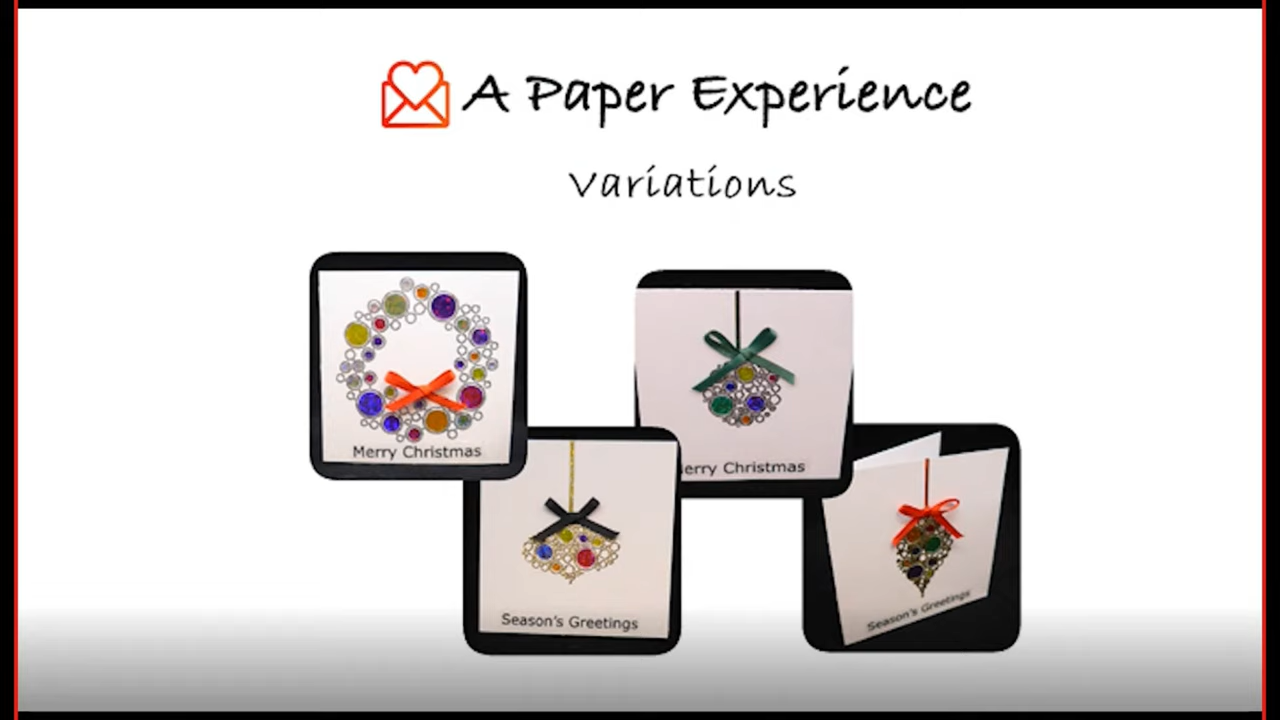 A Paper Experience
Variations
Merry Christmas
erry Christmas
Season's Greetings
Season's Greetings